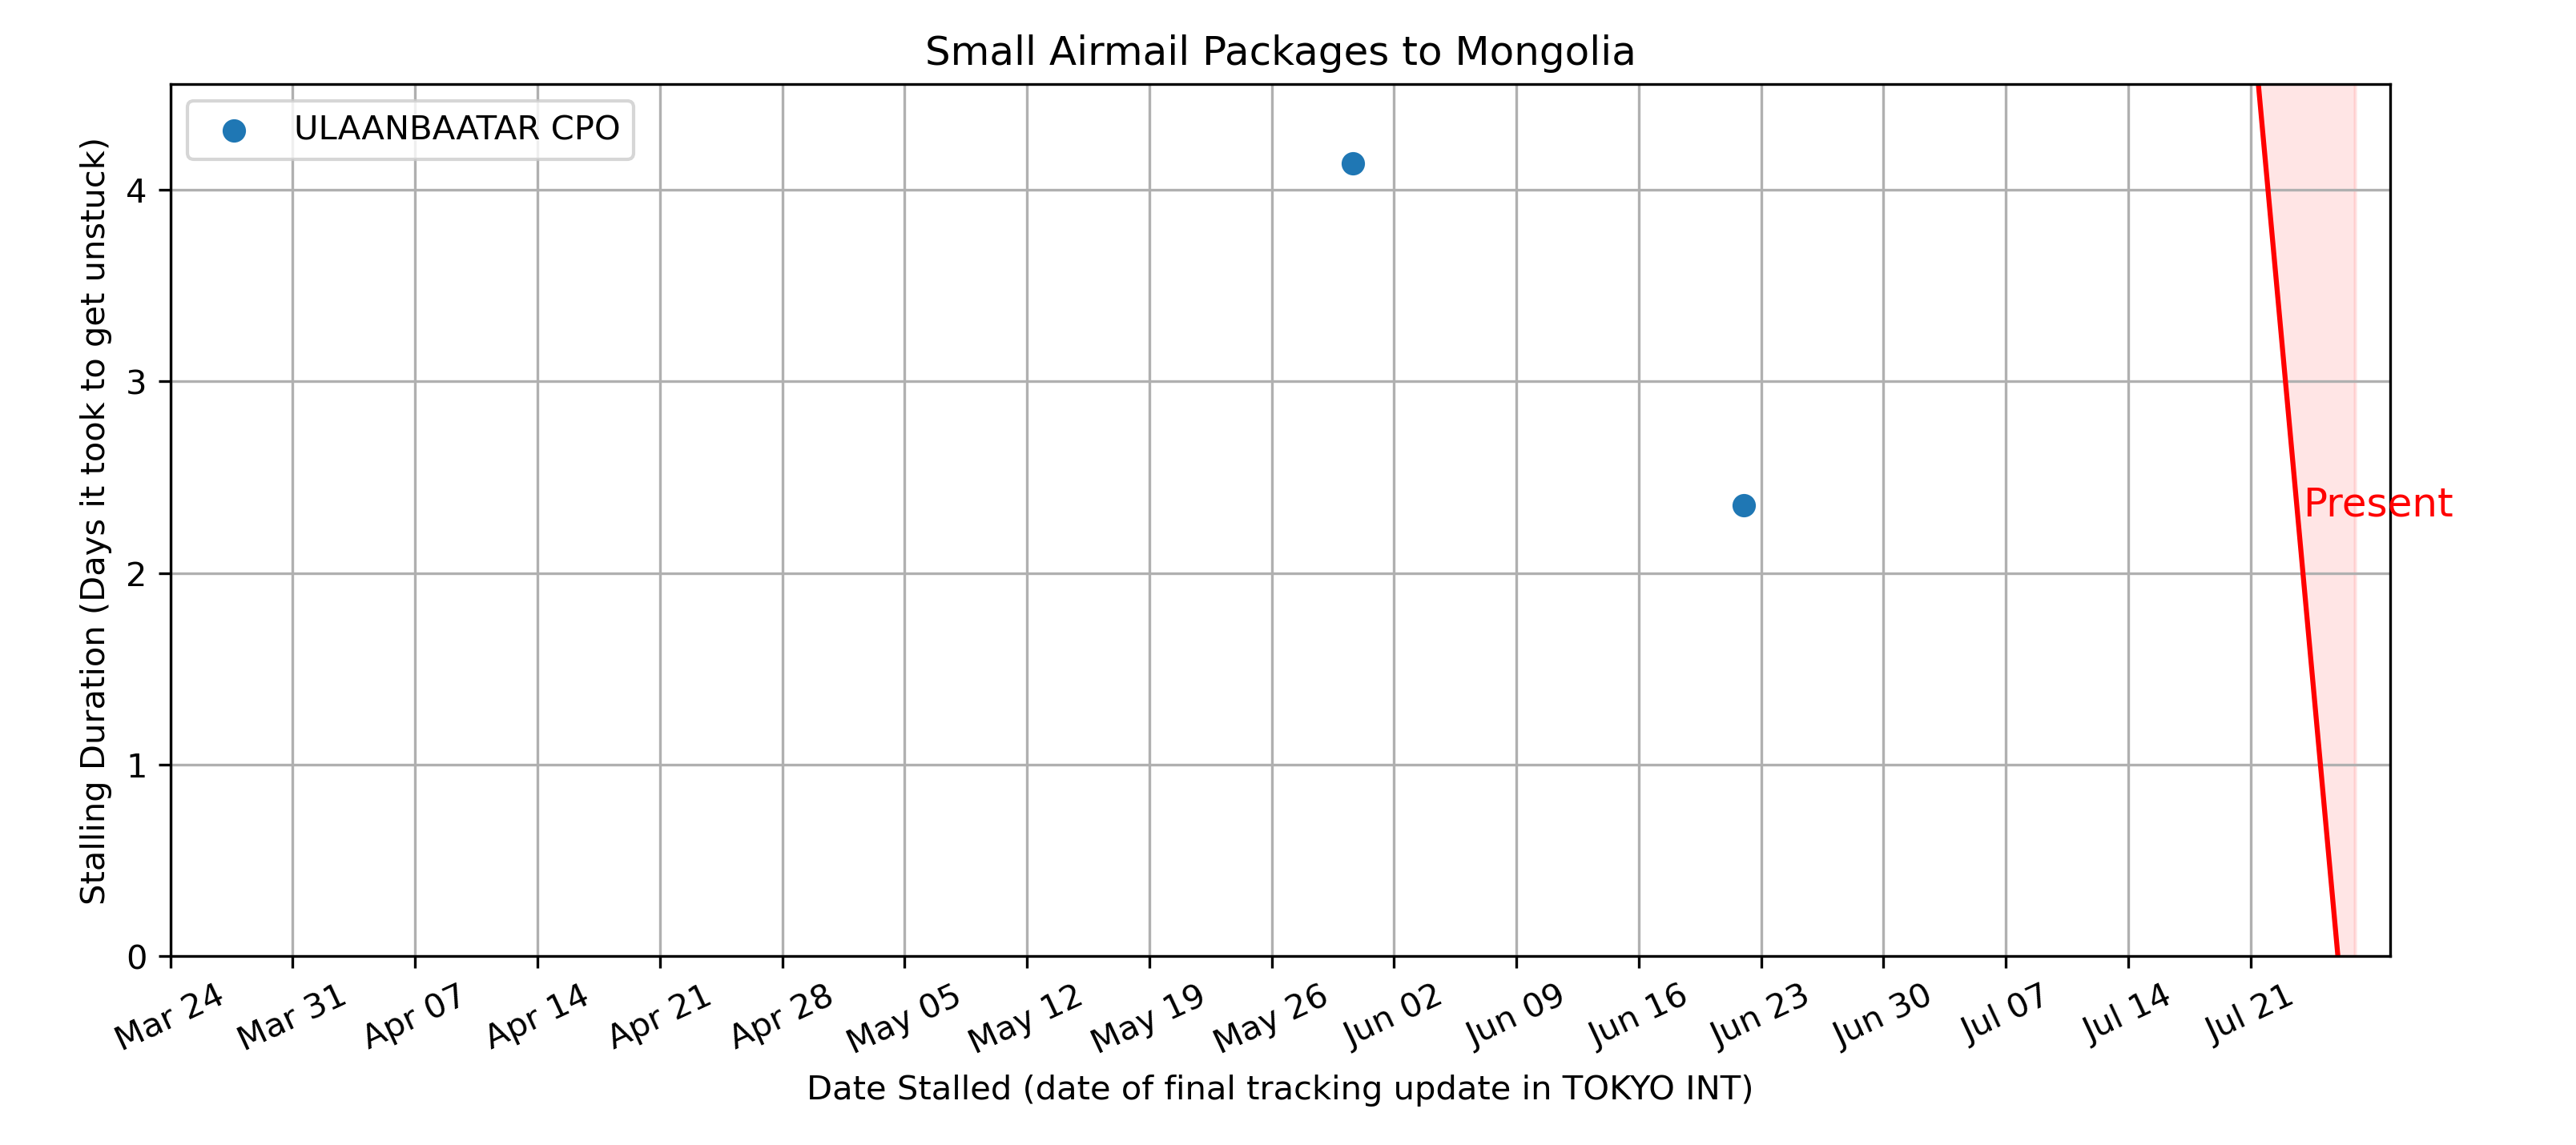 Small Airmail Packages to Mongolia
ULAANBAATAR CPO
Stalling Duration (Days it took to get unstuck)
4
3
2
1
0
Present
Mar 24
Mar 31
Apr 07
Apr 14
Apr 21
Apr 28
May 05
May 12
May 19
May 26
Jun 02
Jun 09
Jun 16
Jun 23
Jun 30
Jul 07
Jul 14
Jul 21
Date Stalled (date of final tracking update in TOKYO INT)